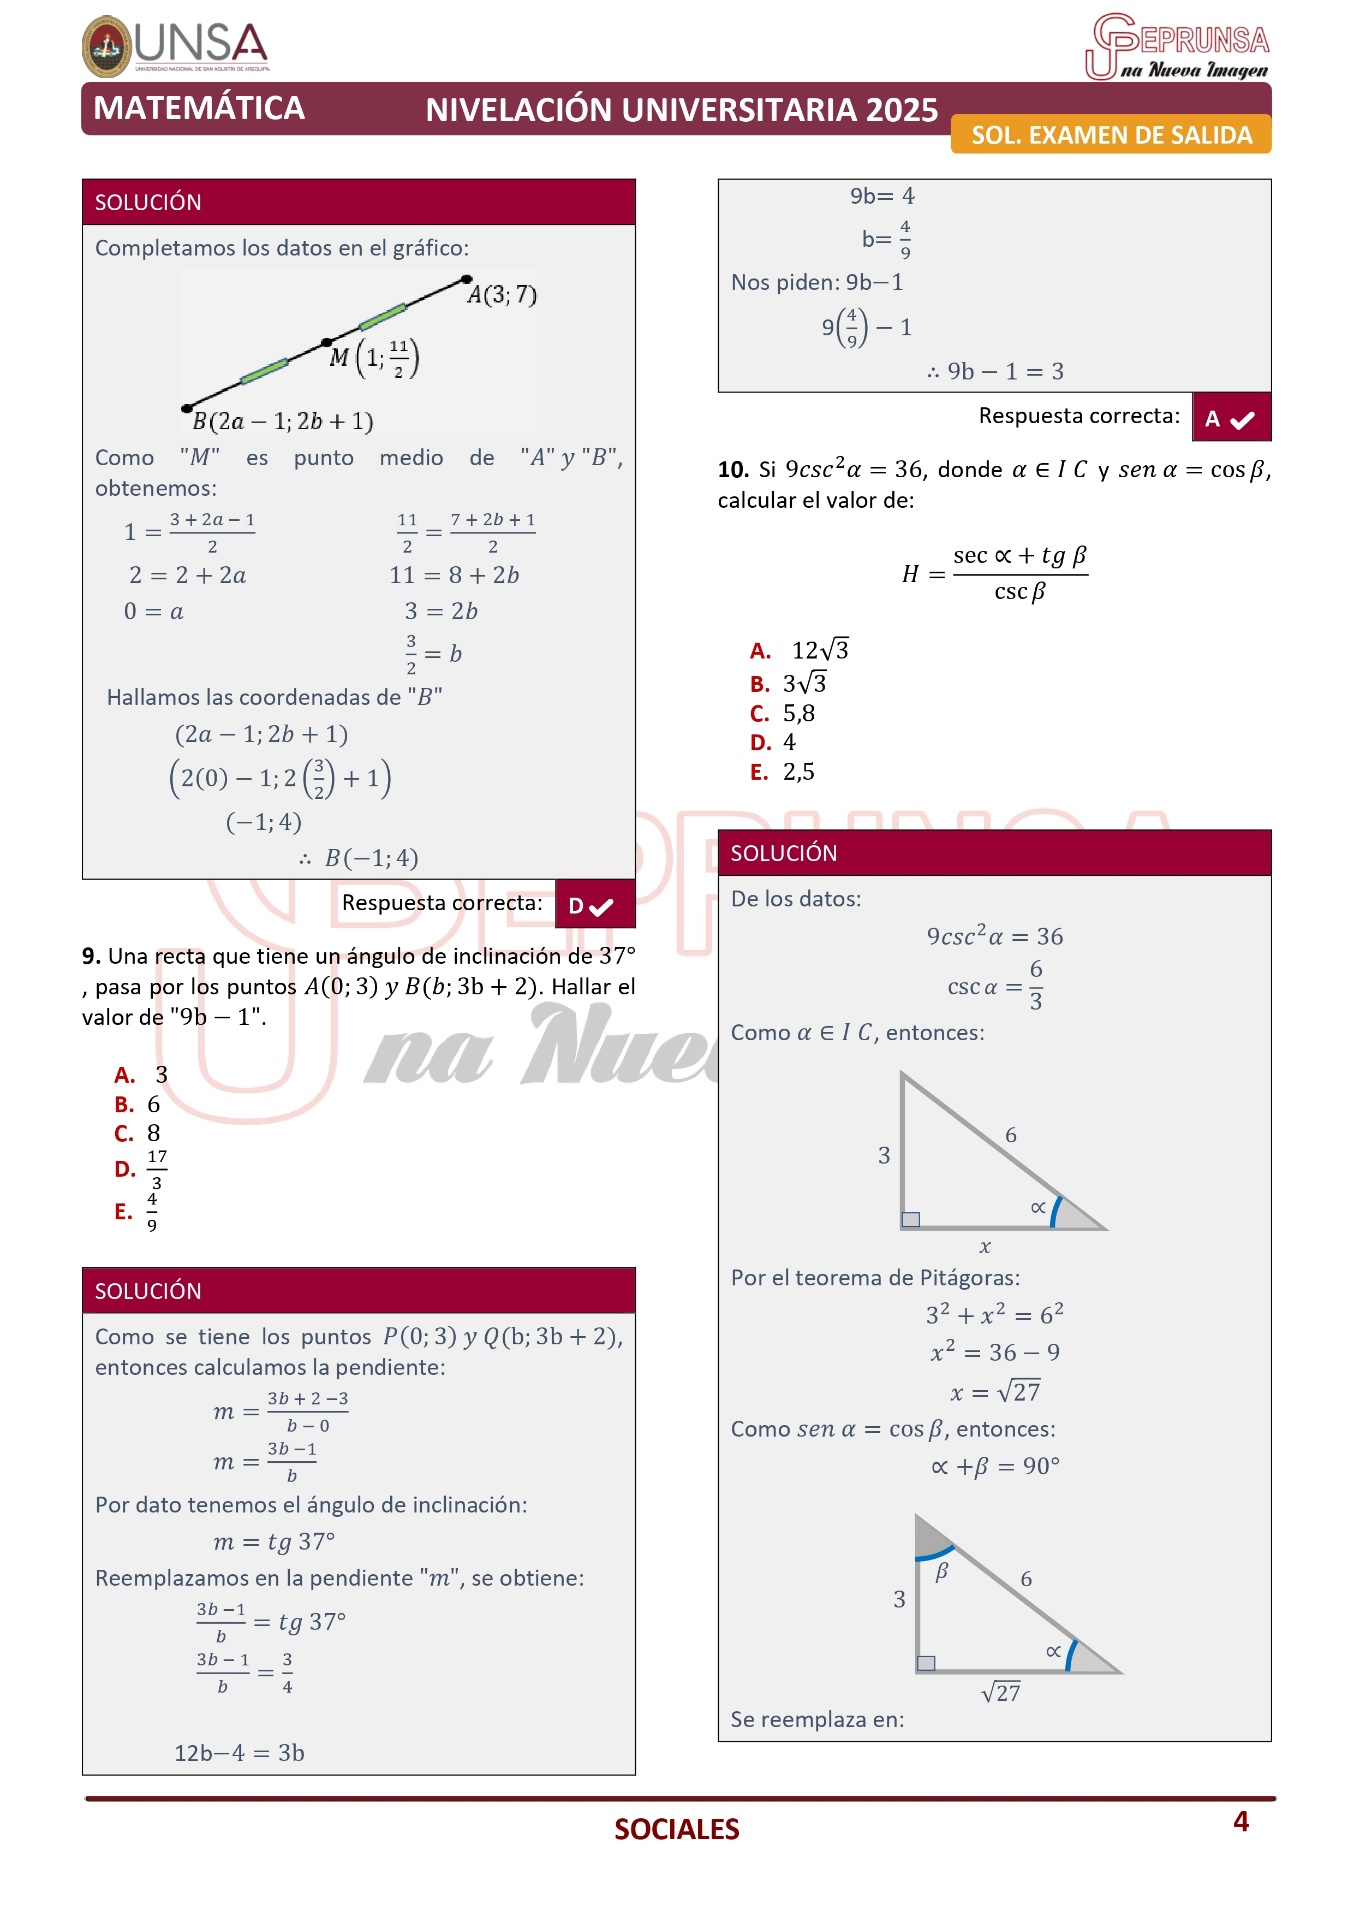 UNSA
UNIVERSIDAD NACIONAL DE SAN AGUSTÍN DE AREQUIPA
CEPRUNSA
Una Nueva Imagen
MATEMÁTICA
NIVELACIÓN UNIVERSITARIA 2025
SOL. EXAMEN DE SALIDA
SOLUCIÓN
Completamos los datos en el gráfico:
A(3; 7)
M(1; 11/2)
B(2a − 1; 2b + 1)
Como "M" es punto medio de "A" y "B",
obtenemos:
1 = (3 + 2a − 1)/2    11/2 = (7 + 2b + 1)/2
2 = 2 + 2a    11 = 8 + 2b
0 = a    3 = 2b
3/2 = b
Hallamos las coordenadas de "B"
(2a − 1; 2b + 1)
(2(0) − 1; 2(3/2) + 1)
(−1; 4)
∴ B(−1; 4)
Respuesta correcta: D ✔
9. Una recta que tiene un ángulo de inclinación de 37°
, pasa por los puntos A(0; 3) y B(b; 3b + 2). Hallar el
valor de "9b − 1".
A. 3
B. 6
C. 8
D. 17/3
E. 4/9
SOLUCIÓN
Como se tiene los puntos P(0; 3) y Q(b; 3b + 2),
entonces calculamos la pendiente:
m = (3b + 2 −3)/(b − 0)
m = (3b −1)/b
Por dato tenemos el ángulo de inclinación:
m = tg 37°
Reemplazamos en la pendiente "m", se obtiene:
(3b −1)/b = tg 37°
(3b − 1)/b = 3/4
12b−4 = 3b
9b= 4
b= 4/9
Nos piden: 9b−1
9(4/9) − 1
∴ 9b − 1 = 3
Respuesta correcta: A ✔
10. Si 9csc²α = 36, donde α ∈ I C y sen α = cos β,
calcular el valor de:
H = (sec ∝ + tg β)/(csc β)
A. 12√3
B. 3√3
C. 5,8
D. 4
E. 2,5
SOLUCIÓN
De los datos:
9csc²α = 36
csc α = 6/3
Como α ∈ I C, entonces:
3
6
∝
x
Por el teorema de Pitágoras:
3² + x² = 6²
x² = 36 − 9
x = √27
Como sen α = cos β, entonces:
∝ +β = 90°
β
3
6
∝
√27
Se reemplaza en:
SOCIALES
4